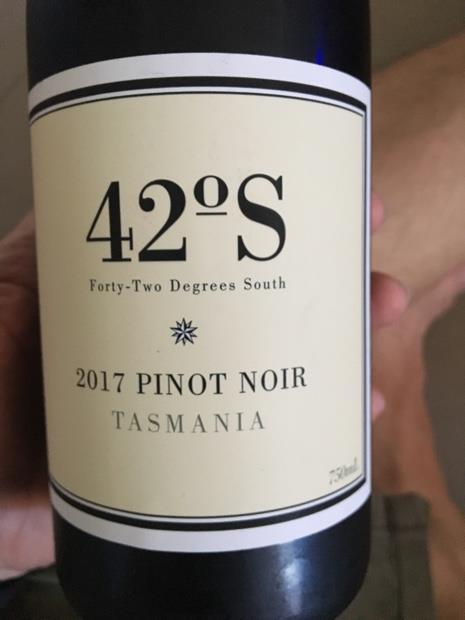 42ºS
Forty-Two Degrees South
2017 PINOT NOIR
TASMANIA
750ml.